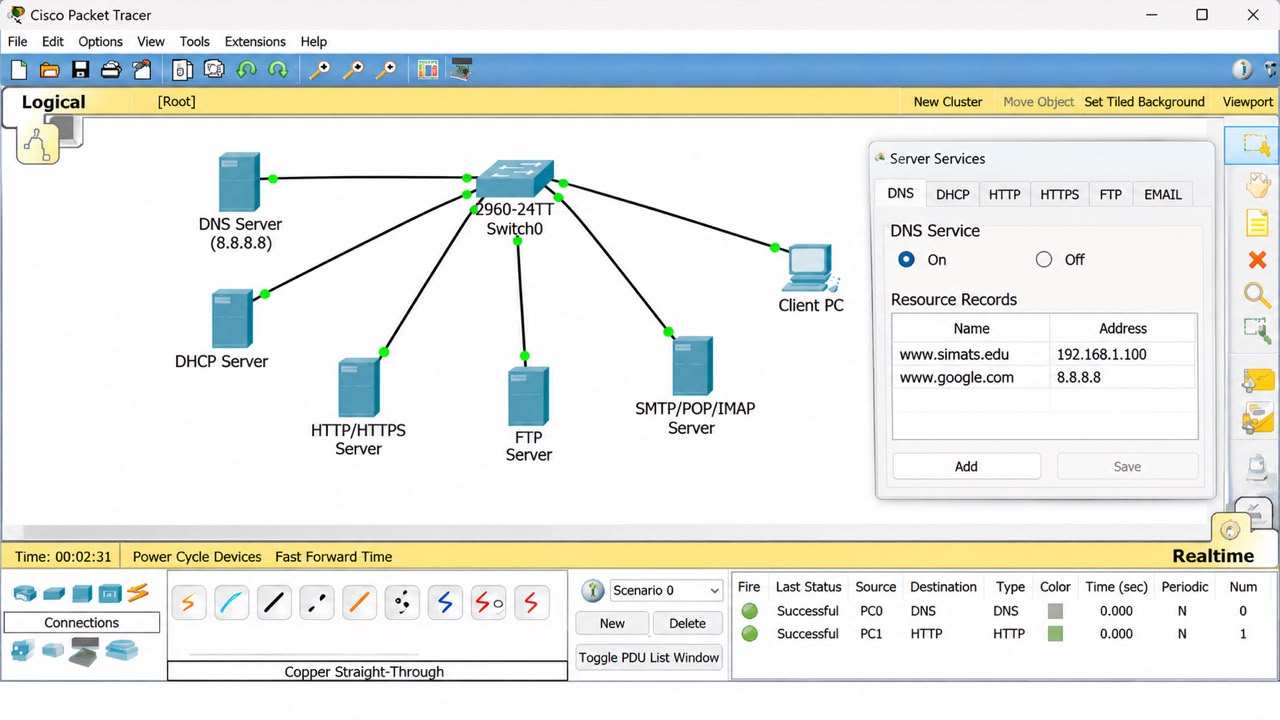 Cisco Packet Tracer
File Edit Options View Tools Extensions Help
Logical [Root] New Cluster Move Object Set Tiled Background Viewport
DNS Server
(8.8.8.8)
2960-24TT
Switch0
Client PC
DHCP Server
HTTP/HTTPS
Server
FTP
Server
SMTP/POP/IMAP
Server
Server Services
DNS DHCP HTTP HTTPS FTP EMAIL
DNS Service
On Off
Resource Records
Name Address
www.simats.edu 192.168.1.100
www.google.com 8.8.8.8
Add Save
Time: 00:02:31 Power Cycle Devices Fast Forward Time Realtime
Connections
Copper Straight-Through
Scenario 0
New Delete
Toggle PDU List Window
Fire Last Status Source Destination Type Color Time (sec) Periodic Num
Successful PC0 DNS DNS 0.000 N 0
Successful PC1 HTTP HTTP 0.000 N 1